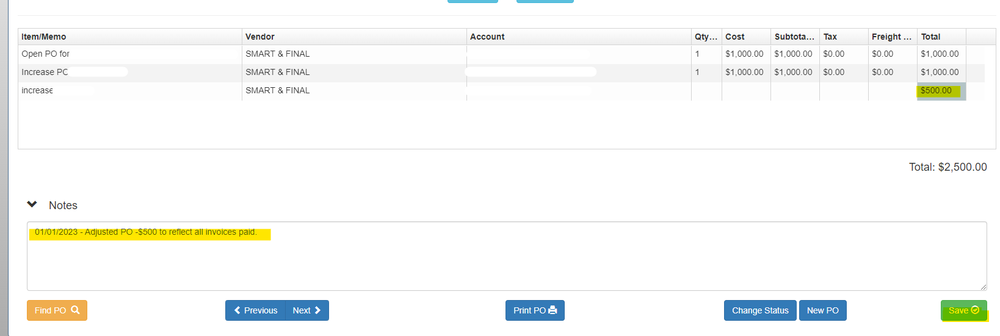 Item/Memo Vendor Account Qty... Cost Subtota... Tax Freight ... Total
Open PO for SMART & FINAL 1 $1,000.00 $1,000.00 $0.00 $0.00 $1,000.00
Increase PO SMART & FINAL 1 $1,000.00 $1,000.00 $0.00 $0.00 $1,000.00
increase SMART & FINAL $500.00
Total: $2,500.00
Notes
01/01/2023 - Adjusted PO -$500 to reflect all invoices paid.
Find PO Previous Next Print PO Change Status New PO Save